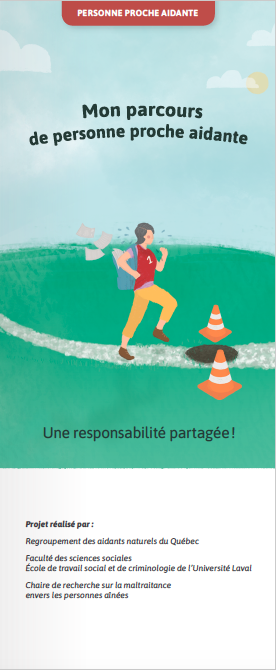 PERSONNE PROCHE AIDANTE
Mon parcours
de personne proche aidante
1
Une responsabilité partagée !
Projet réalisé par :
Regroupement des aidants naturels du Québec
Faculté des sciences sociales
École de travail social et de criminologie de l'Université Laval
Chaire de recherche sur la maltraitance
envers les personnes aînées